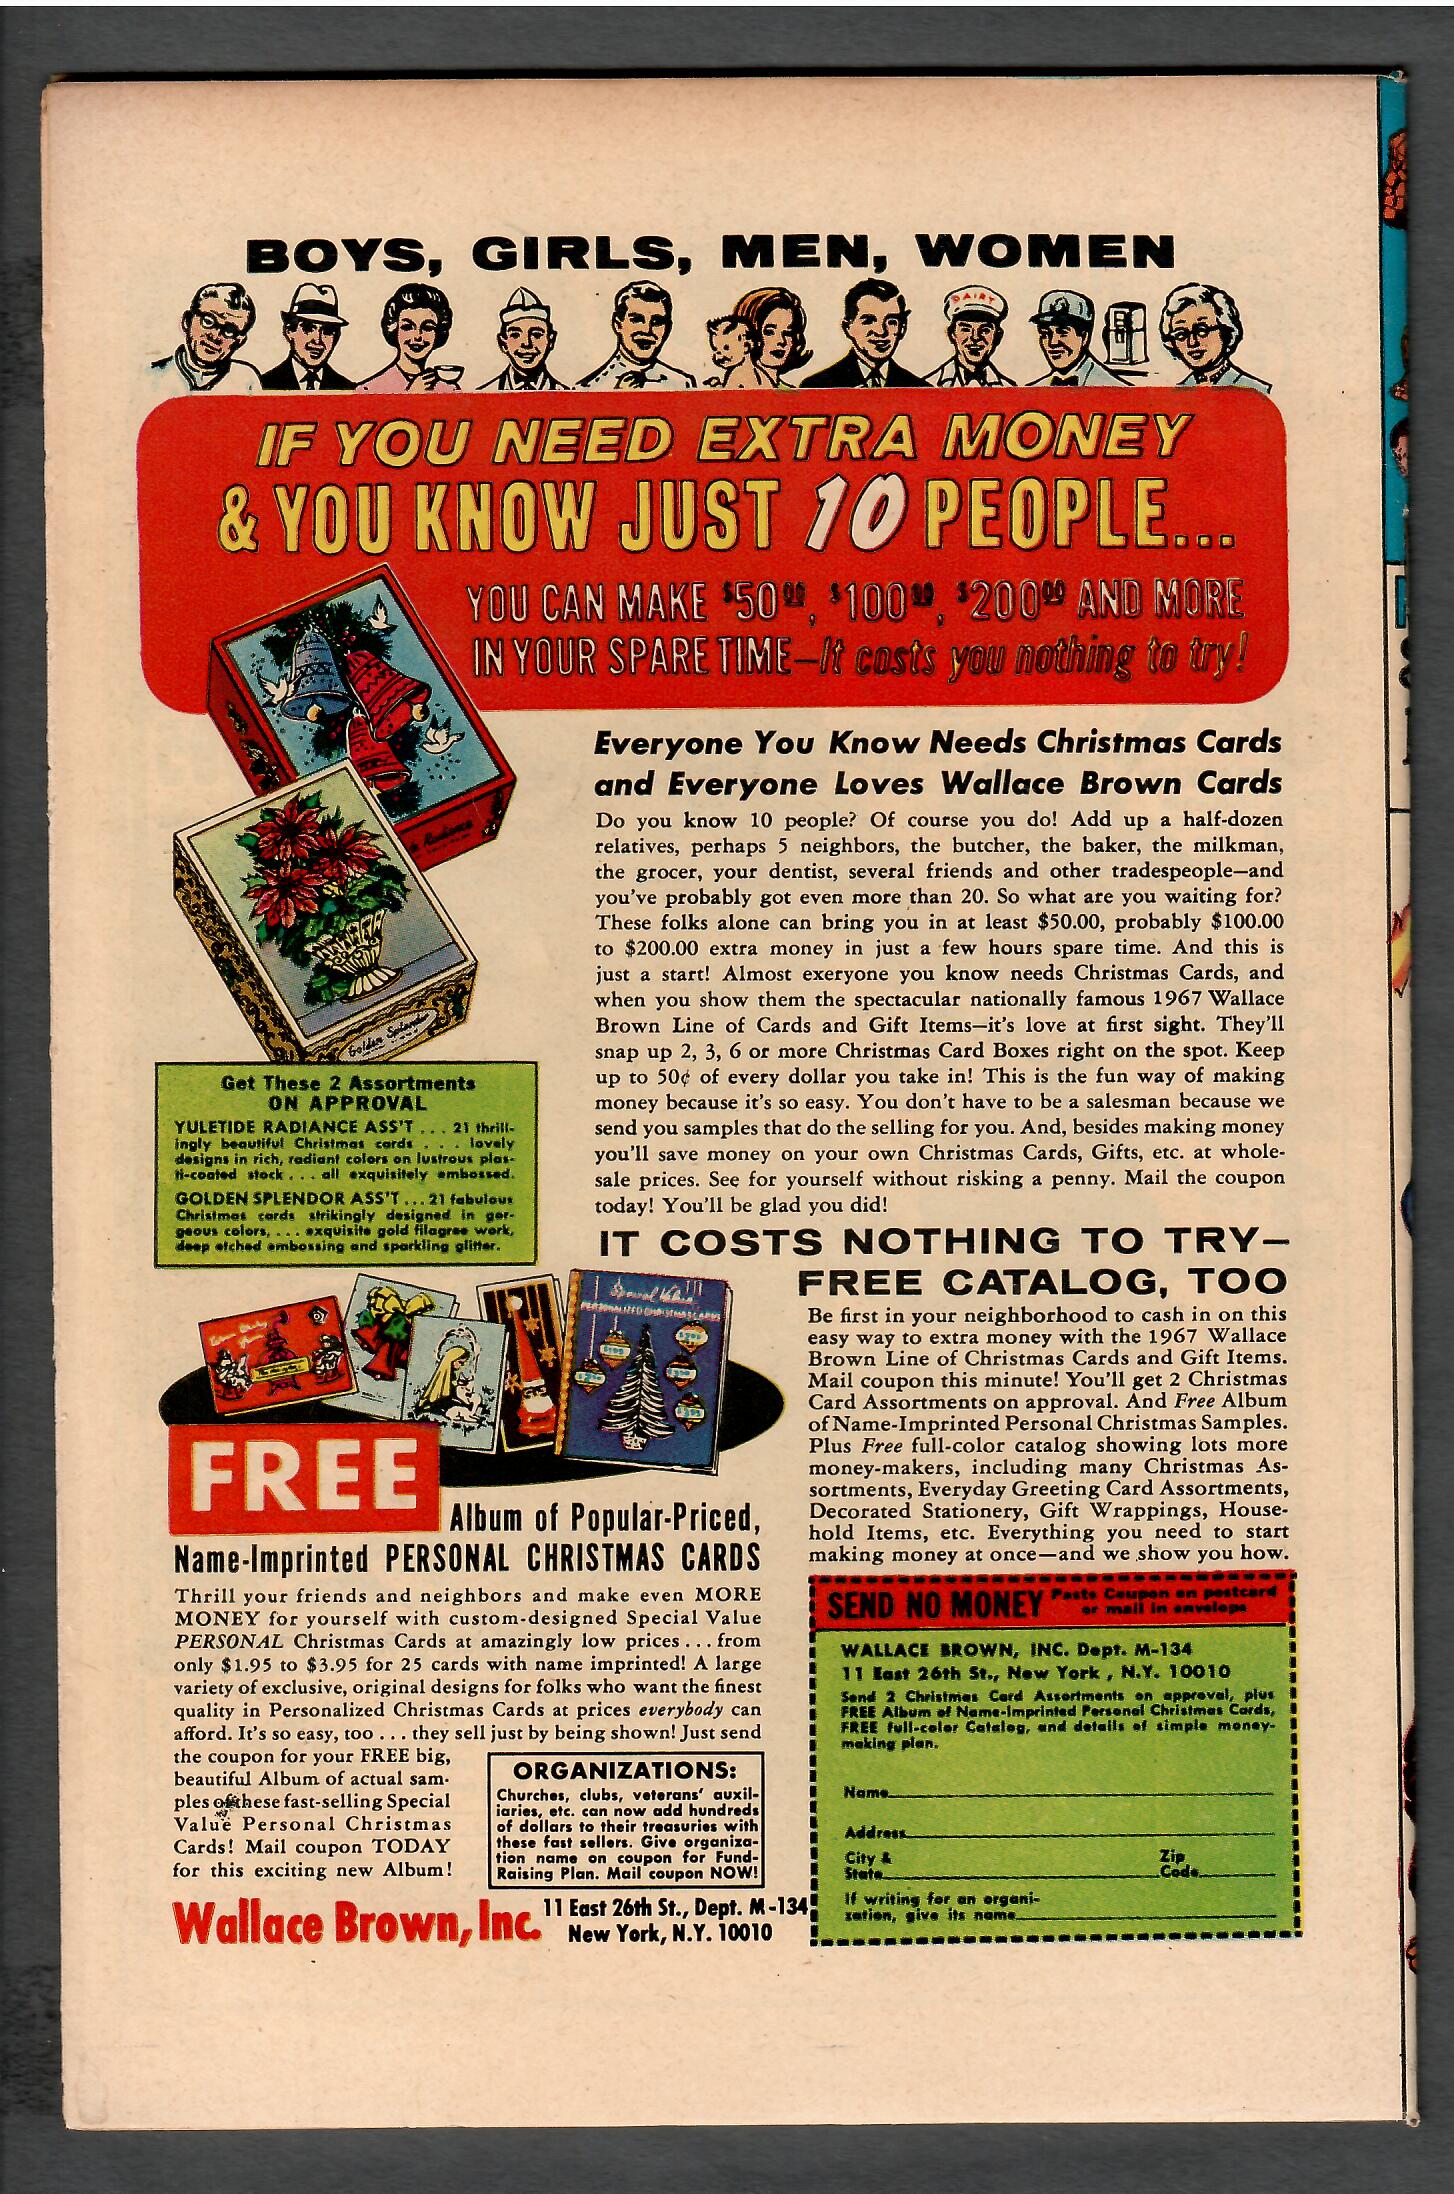 BOYS, GIRLS, MEN, WOMEN
DAIRY
IF YOU NEED EXTRA MONEY
& YOU KNOW JUST 10 PEOPLE...
YOU CAN MAKE $50.00, $100.00, $200.00 AND MORE
IN YOUR SPARE TIME—It costs you nothing to try!
Everyone You Know Needs Christmas Cards
and Everyone Loves Wallace Brown Cards
Do you know 10 people? Of course you do! Add up a half-dozen
relatives, perhaps 5 neighbors, the butcher, the baker, the milkman,
the grocer, your dentist, several friends and other tradespeople—and
you've probably got even more than 20. So what are you waiting for?
These folks alone can bring you in at least $50.00, probably $100.00
to $200.00 extra money in just a few hours spare time. And this is
just a start! Almost exeryone you know needs Christmas Cards, and
when you show them the spectacular nationally famous 1967 Wallace
Brown Line of Cards and Gift Items—it's love at first sight. They'll
snap up 2, 3, 6 or more Christmas Card Boxes right on the spot. Keep
up to 50¢ of every dollar you take in! This is the fun way of making
money because it's so easy. You don't have to be a salesman because we
send you samples that do the selling for you. And, besides making money
you'll save money on your own Christmas Cards, Gifts, etc. at whole-
sale prices. See for yourself without risking a penny. Mail the coupon
today! You'll be glad you did!
Radiance
Golden Splendor
Get These 2 Assortments
ON APPROVAL
YULETIDE RADIANCE ASS'T . . . 21 thrill-
ingly beautiful Christmas cards . . . lovely
designs in rich, radiant colors on lustrous plas-
ti-coated stock . . . all exquisitely embossed.
GOLDEN SPLENDOR ASS'T . . . 21 fabulous
Christmas cards strikingly designed in gor-
geous colors, . . . exquisite gold filagree work,
deep etched embossing and sparkling glitter.
IT COSTS NOTHING TO TRY—
FREE CATALOG, TOO
Be first in your neighborhood to cash in on this
easy way to extra money with the 1967 Wallace
Brown Line of Christmas Cards and Gift Items.
Mail coupon this minute! You'll get 2 Christmas
Card Assortments on approval. And Free Album
of Name-Imprinted Personal Christmas Samples.
Plus Free full-color catalog showing lots more
money-makers, including many Christmas As-
sortments, Everyday Greeting Card Assortments,
Decorated Stationery, Gift Wrappings, House-
hold Items, etc. Everything you need to start
making money at once—and we show you how.
Special Value
PERSONALIZED CHRISTMAS CARDS
FREE
Album of Popular-Priced,
Name-Imprinted PERSONAL CHRISTMAS CARDS
Thrill your friends and neighbors and make even MORE
MONEY for yourself with custom-designed Special Value
PERSONAL Christmas Cards at amazingly low prices . . . from
only $1.95 to $3.95 for 25 cards with name imprinted! A large
variety of exclusive, original designs for folks who want the finest
quality in Personalized Christmas Cards at prices everybody can
afford. It's so easy, too . . . they sell just by being shown! Just send
the coupon for your FREE big,
beautiful Album of actual sam-
ples of these fast-selling Special
Value Personal Christmas
Cards! Mail coupon TODAY
for this exciting new Album!
ORGANIZATIONS:
Churches, clubs, veterans' auxil-
iaries, etc. can now add hundreds
of dollars to their treasuries with
these fast sellers. Give organiza-
tion name on coupon for Fund-
Raising Plan. Mail coupon NOW!
Wallace Brown, Inc. 11 East 26th St., Dept. M-134
New York, N.Y. 10010
SEND NO MONEY Paste Coupon on postcard
or mail in envelope
WALLACE BROWN, INC. Dept. M-134
11 East 26th St., New York , N.Y. 10010
Send 2 Christmas Card Assortments on approval, plus
FREE Album of Name-Imprinted Personal Christmas Cards,
FREE full-color Catalog, and details of simple money-
making plan.
Name
Address
City & Zip
State Code
If writing for an organi-
zation, give its name